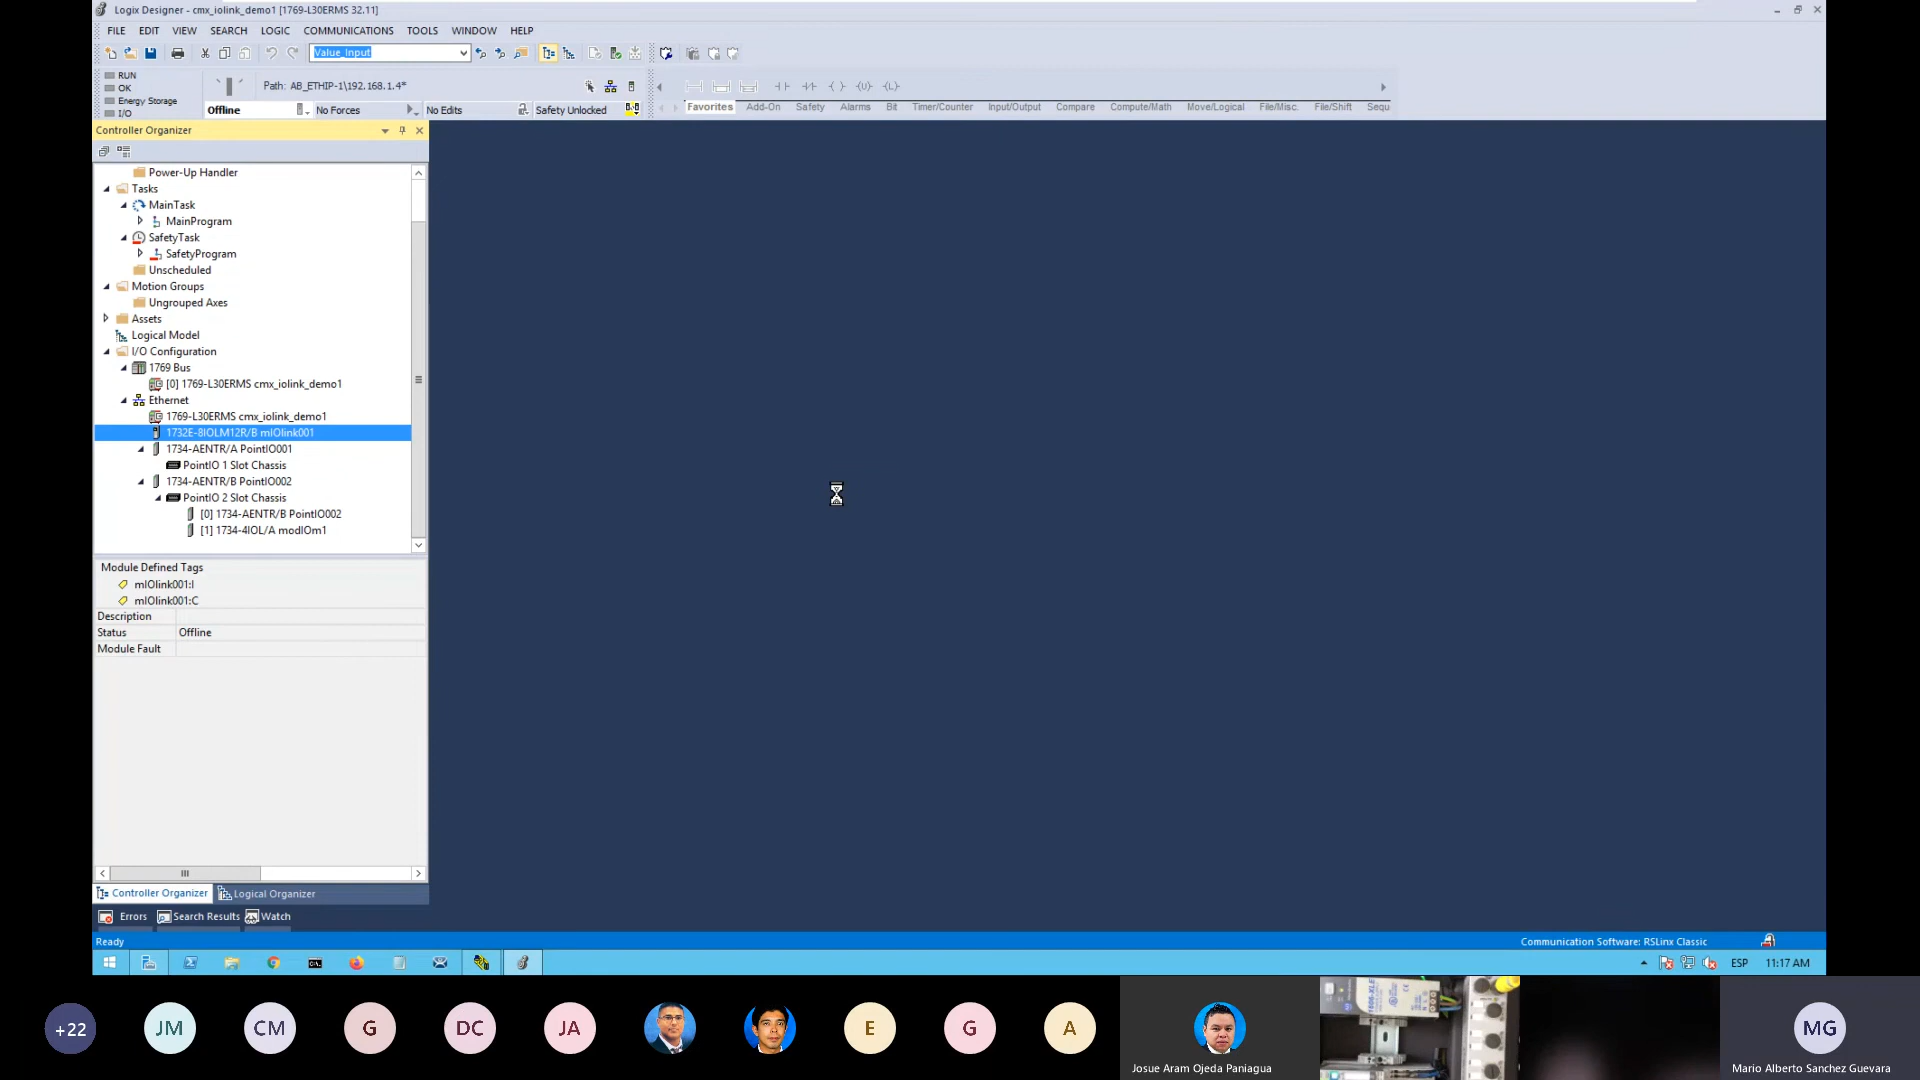 Logix Designer - cmx_iolink_demo1 [1769-L30ERMS 32.11]
FILE EDIT VIEW SEARCH LOGIC COMMUNICATIONS TOOLS WINDOW HELP
Value_Input
RUN
OK
Energy Storage
I/O
Path: AB_ETHIP-1\192.168.1.4*
Offline No Forces No Edits Safety Unlocked
Favorites Add-On Safety Alarms Bit Timer/Counter Input/Output Compare Compute/Math Move/Logical File/Misc. File/Shift Sequ
Controller Organizer
Power-Up Handler
Tasks
MainTask
MainProgram
SafetyTask
SafetyProgram
Unscheduled
Motion Groups
Ungrouped Axes
Assets
Logical Model
I/O Configuration
1769 Bus
[0] 1769-L30ERMS cmx_iolink_demo1
Ethernet
1769-L30ERMS cmx_iolink_demo1
1732E-8IOLM12R/B mIOlink001
1734-AENTR/A PointIO001
PointIO 1 Slot Chassis
1734-AENTR/B PointIO002
PointIO 2 Slot Chassis
[0] 1734-AENTR/B PointIO002
[1] 1734-4IOL/A modIOm1
Module Defined Tags
mIOlink001:I
mIOlink001:C
Description
Status Offline
Module Fault
Controller Organizer Logical Organizer
Errors Search Results Watch
Ready
Communication Software: RSLinx Classic
ESP 11:17 AM
+22 JM CM G DC JA E G A MG
Josue Aram Ojeda Paniagua
Mario Alberto Sanchez Guevara